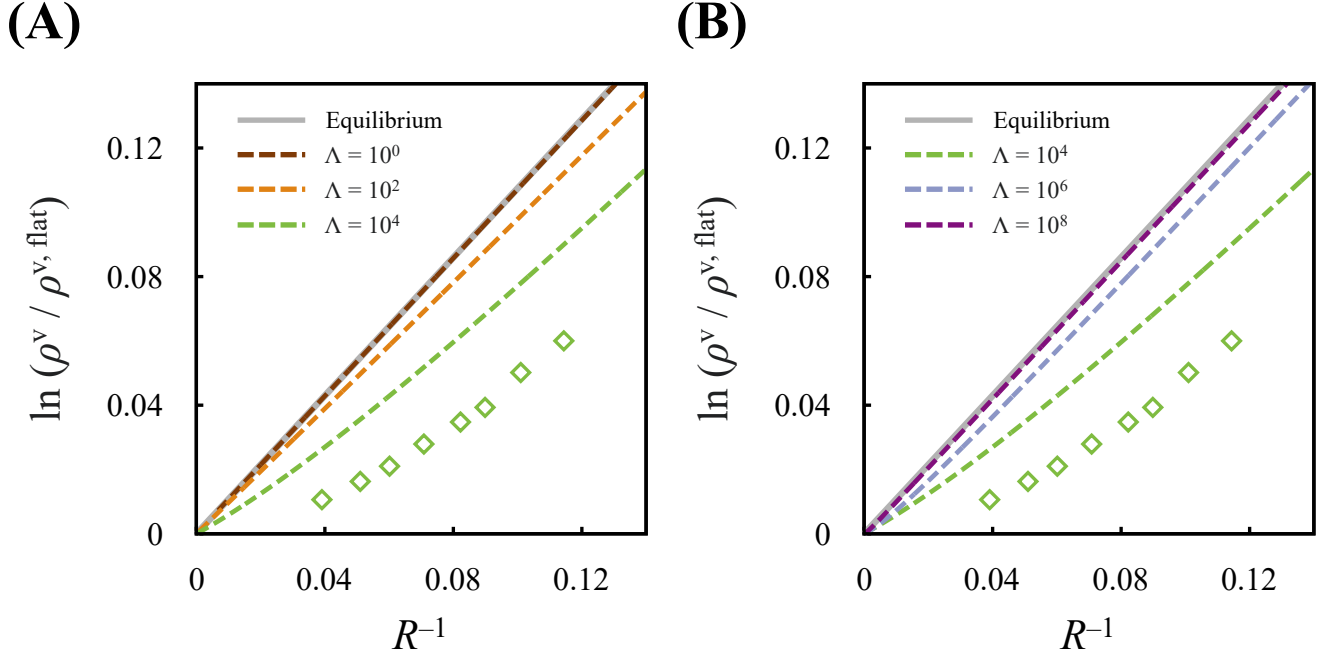 (A)
ln (ρᵛ / ρᵛ, ᶠˡᵃᵗ)
0.12
0.08
0.04
0
Equilibrium
Λ = 10⁰
Λ = 10²
Λ = 10⁴
0 0.04 0.08 0.12
R⁻¹
(B)
ln (ρᵛ / ρᵛ, ᶠˡᵃᵗ)
0.12
0.08
0.04
0
Equilibrium
Λ = 10⁴
Λ = 10⁶
Λ = 10⁸
0 0.04 0.08 0.12
R⁻¹